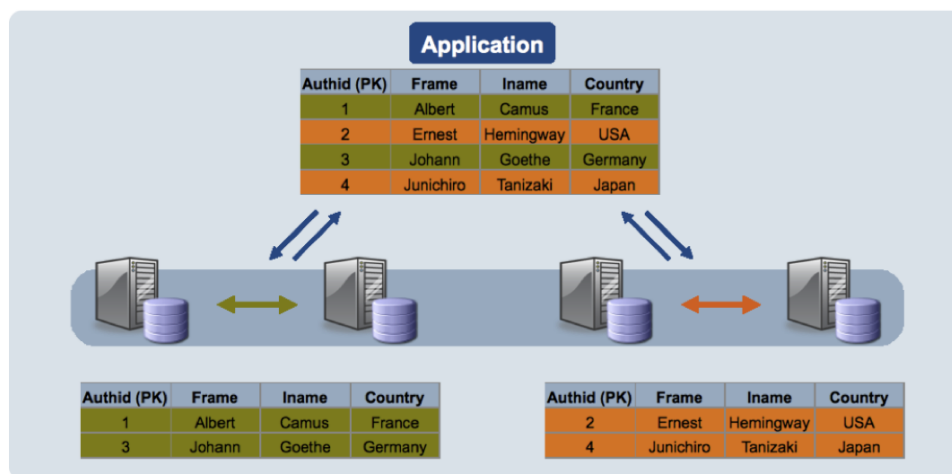 Application
Authid (PK) Frame Iname Country
1 Albert Camus France
2 Ernest Hemingway USA
3 Johann Goethe Germany
4 Junichiro Tanizaki Japan
Authid (PK) Frame Iname Country
1 Albert Camus France
3 Johann Goethe Germany
Authid (PK) Frame Iname Country
2 Ernest Hemingway USA
4 Junichiro Tanizaki Japan